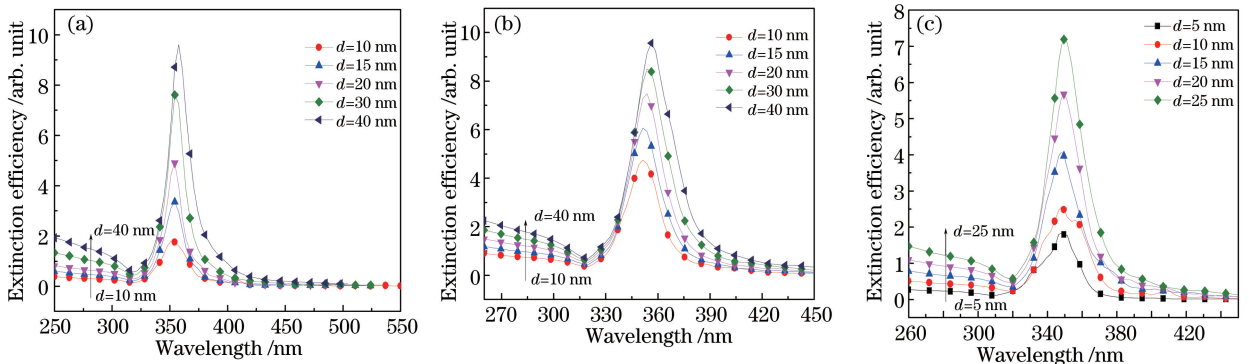 (a)
Extinction efficiency /arb. unit
10
8
6
4
2
0
d=10 nm
d=15 nm
d=20 nm
d=30 nm
d=40 nm
d=40 nm
d=10 nm
250 300 350 400 450 500 550
Wavelength /nm
(b)
Extinction efficiency /arb. unit
10
8
6
4
2
0
d=10 nm
d=15 nm
d=20 nm
d=30 nm
d=40 nm
d=40 nm
d=10 nm
270 300 330 360 390 420 450
Wavelength /nm
(c)
Extinction efficiency /arb. unit
8
7
6
5
4
3
2
1
0
d=5 nm
d=10 nm
d=15 nm
d=20 nm
d=25 nm
d=25 nm
d=5 nm
260 300 340 380 420
Wavelength /nm